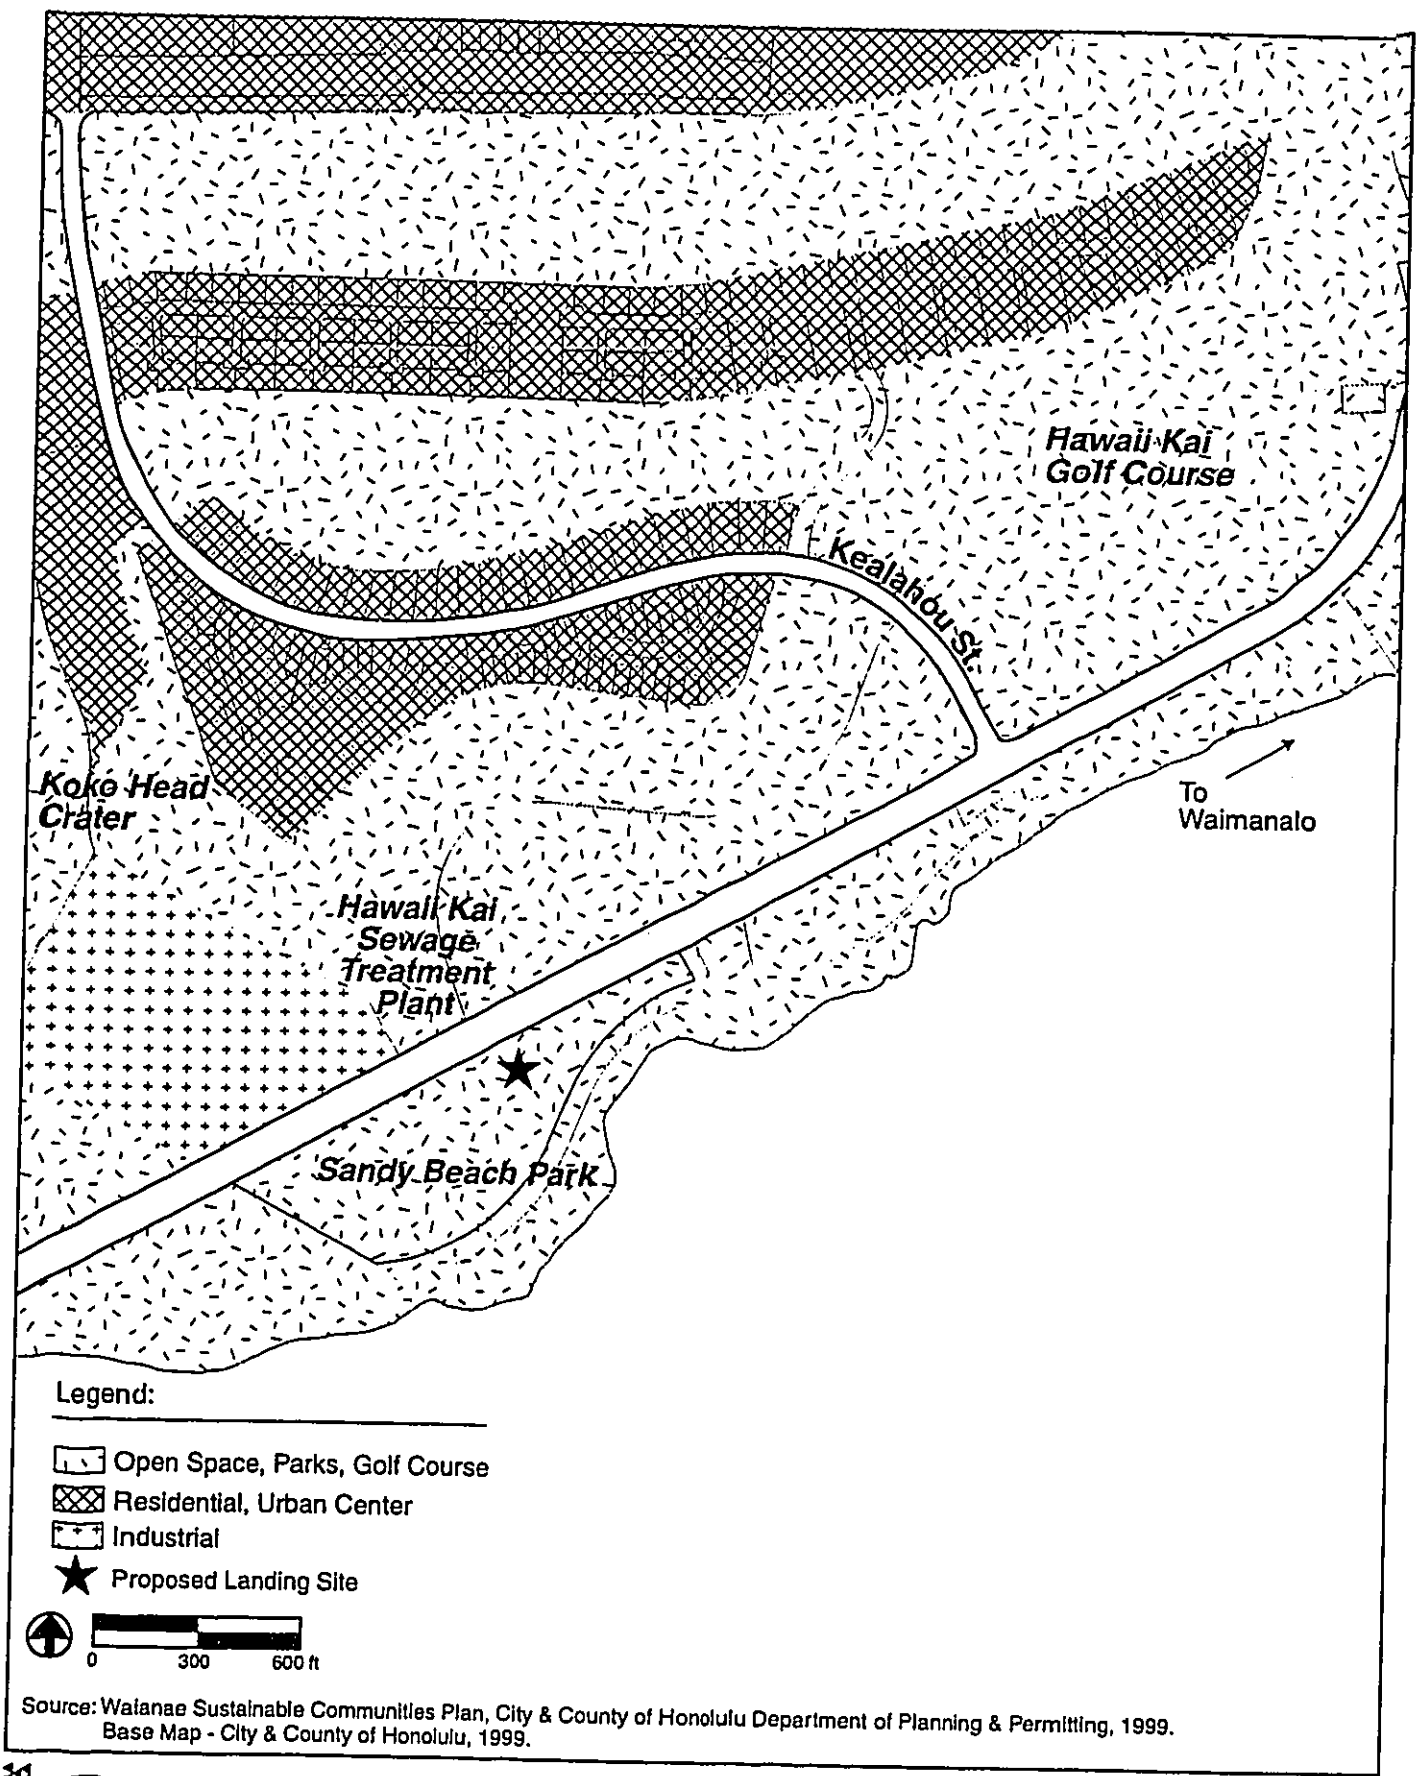 Hawaii Kai
Golf Course
Kealahou St.
Koko Head
Crater
To
Waimanalo
Hawaii Kai
Sewage
Treatment
Plant
Sandy Beach Park
Legend:
Open Space, Parks, Golf Course
Residential, Urban Center
Industrial
Proposed Landing Site
0 300 600 ft
Source: Waianae Sustainable Communities Plan, City & County of Honolulu Department of Planning & Permitting, 1999.
Base Map - City & County of Honolulu, 1999.